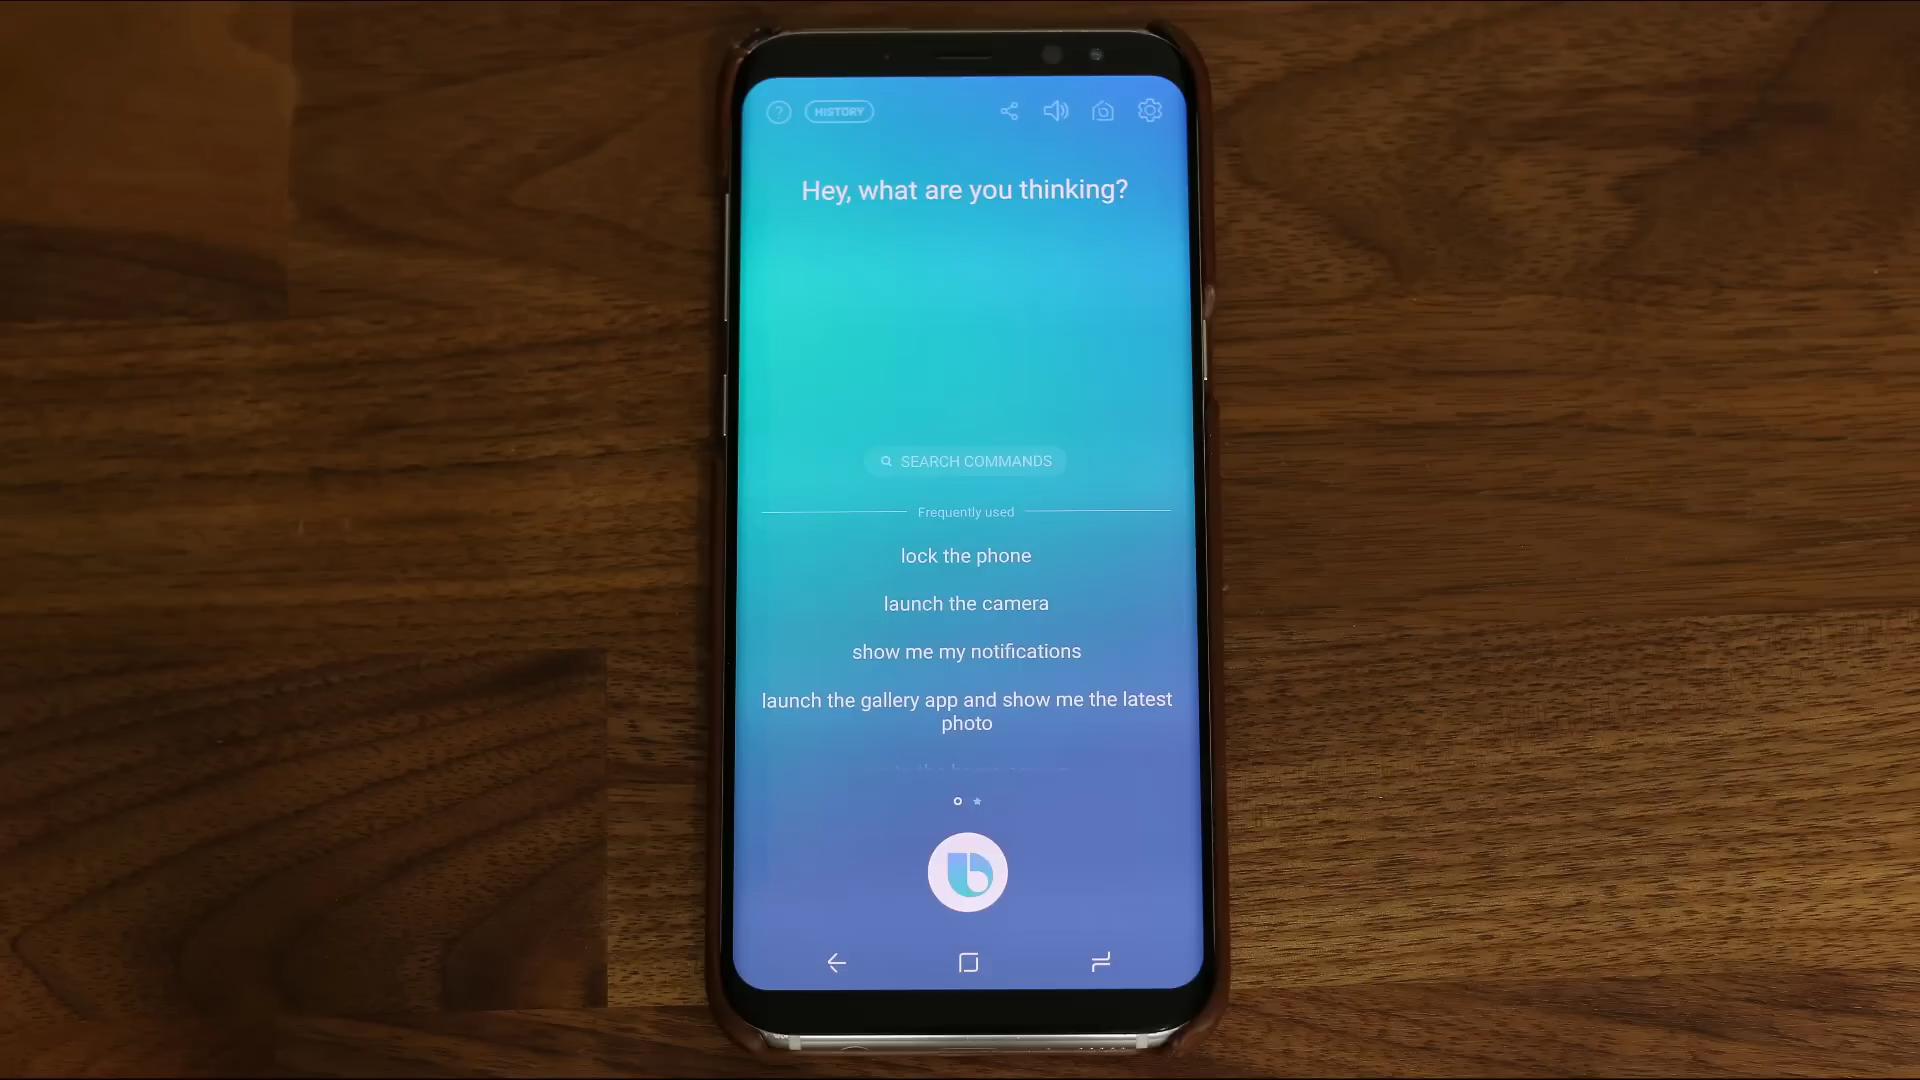 ?
HISTORY
Hey, what are you thinking?
SEARCH COMMANDS
Frequently used
lock the phone
launch the camera
show me my notifications
launch the gallery app and show me the latest
photo